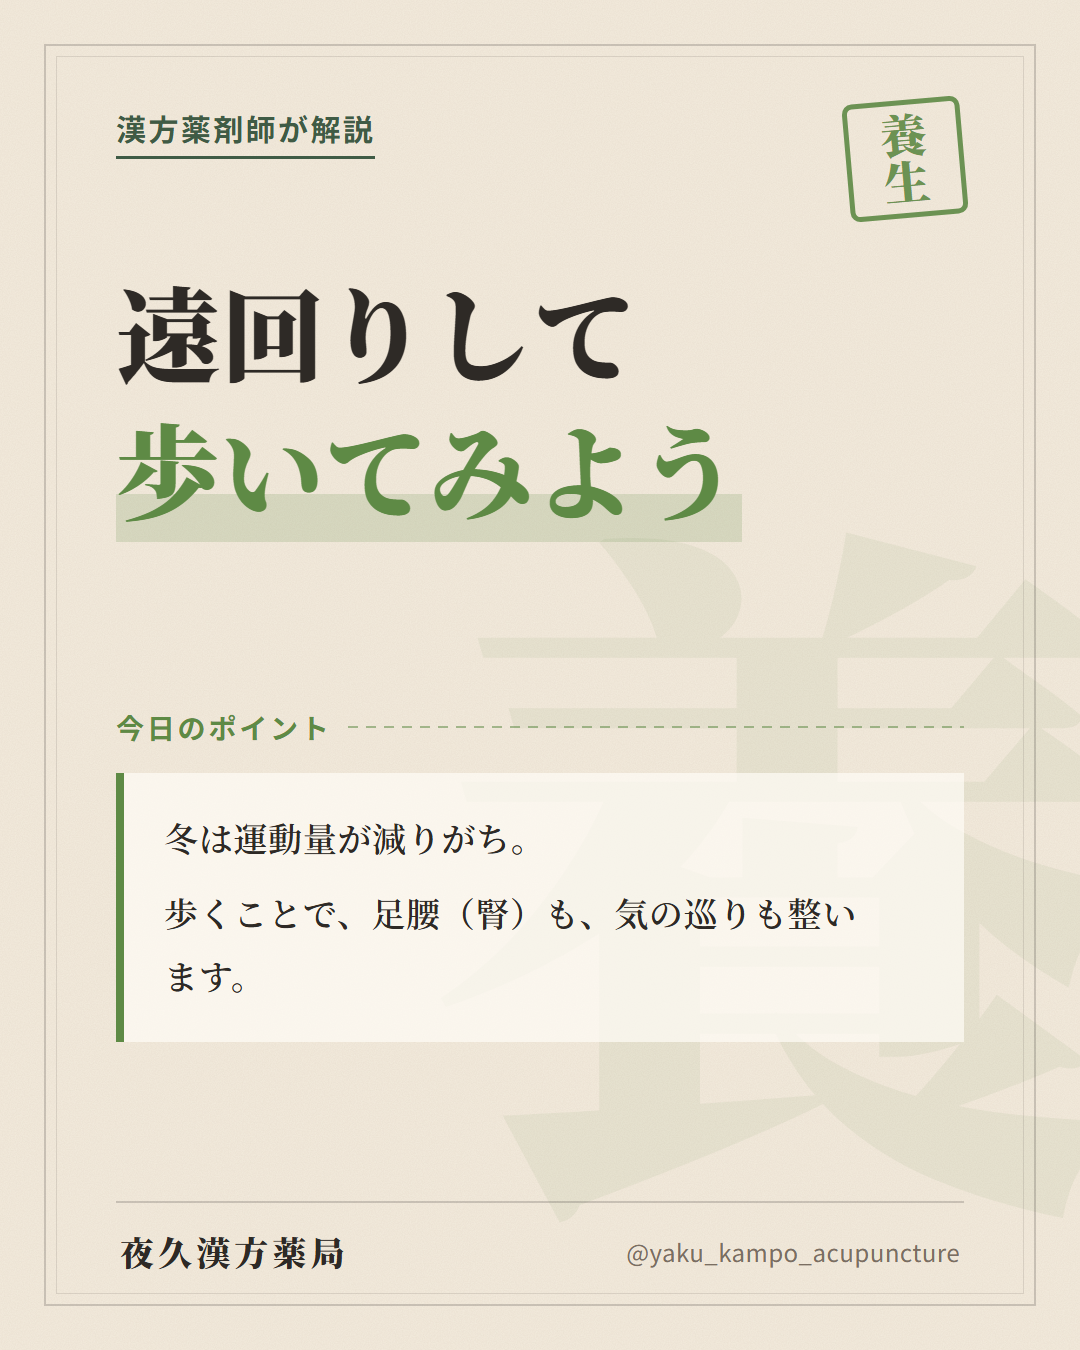 漢方薬剤師が解説
養生
遠回りして
歩いてみよう
養
今日のポイント
冬は運動量が減りがち。
歩くことで、足腰（腎）も、気の巡りも整い
ます。
夜久漢方薬局
@yaku_kampo_acupuncture